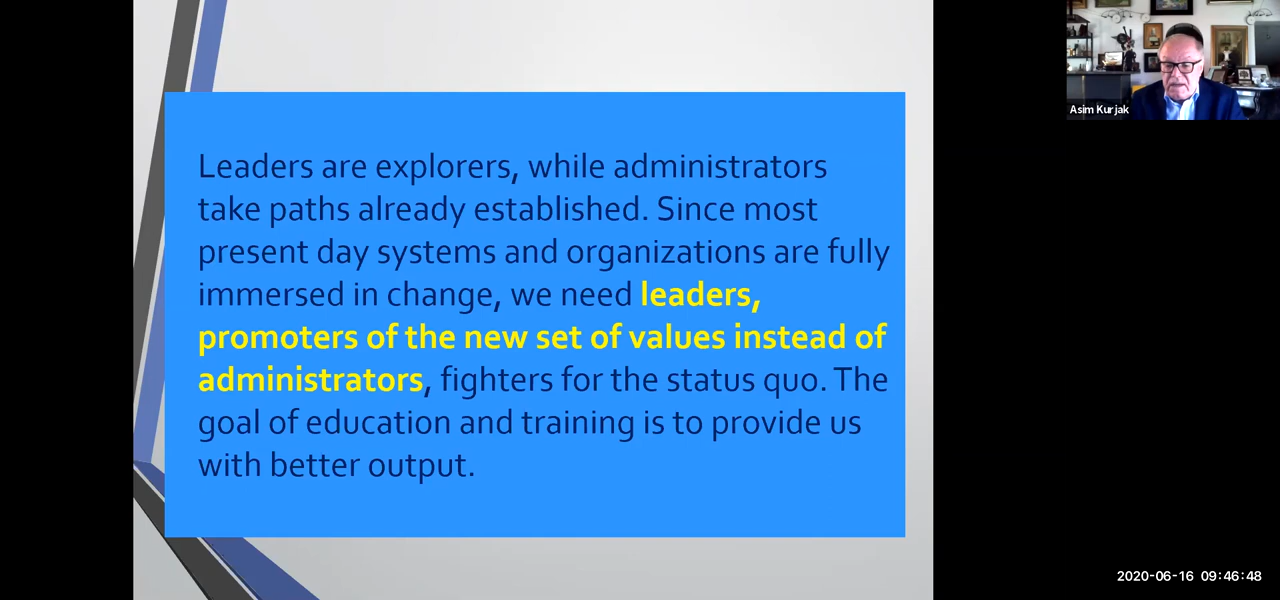 Leaders are explorers, while administrators
take paths already established. Since most
present day systems and organizations are fully
immersed in change, we need leaders,
promoters of the new set of values instead of
administrators, fighters for the status quo. The
goal of education and training is to provide us
with better output.
Asim Kurjak
2020-06-16 09:46:48